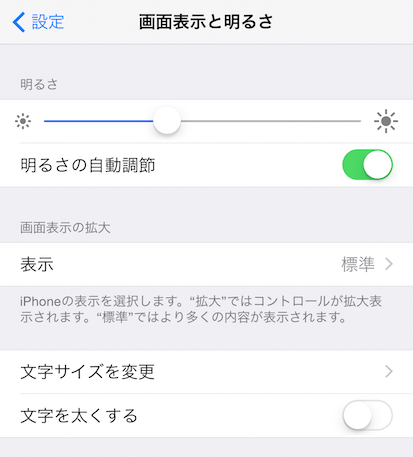 設定
画面表示と明るさ
明るさ
明るさの自動調節
画面表示の拡大
表示
標準
iPhoneの表示を選択します。“拡大”ではコントロールが拡大表
示されます。“標準”ではより多くの内容が表示されます。
文字サイズを変更
文字を太くする